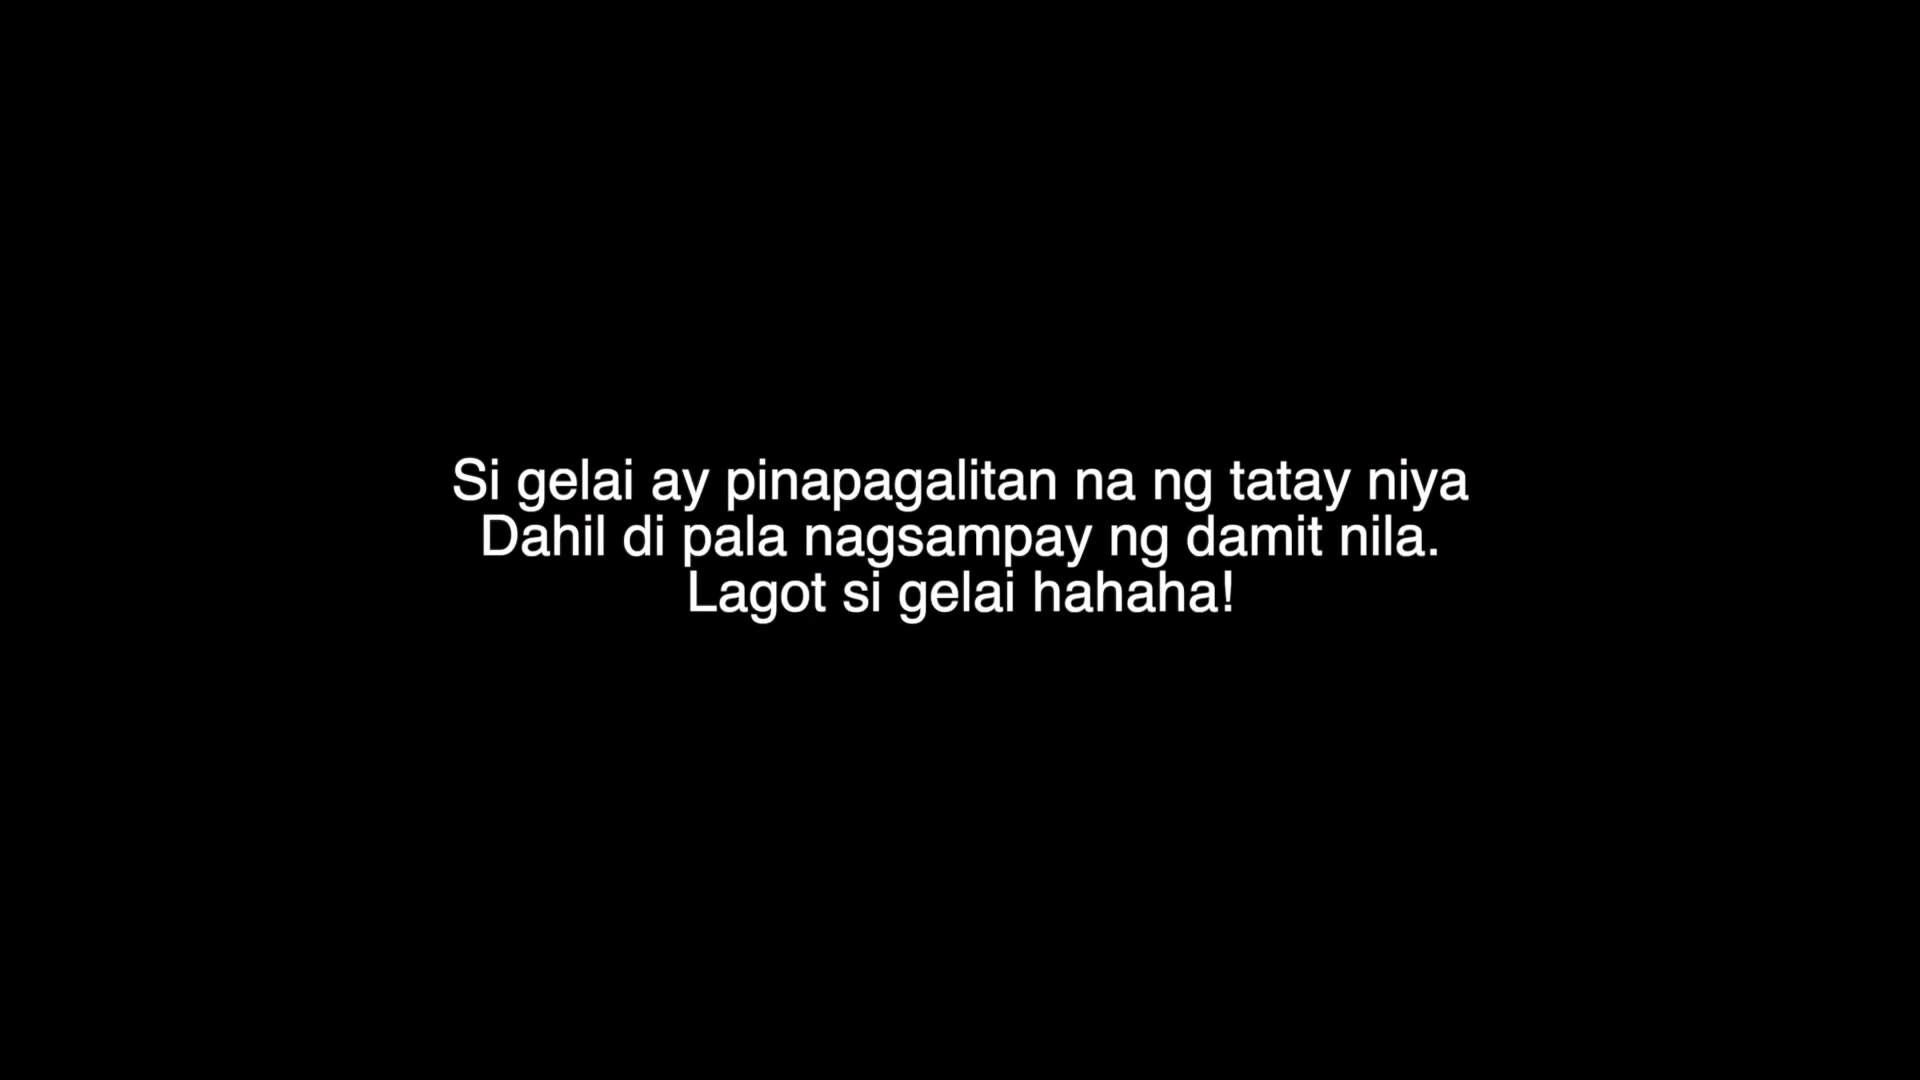 Si gelai ay pinapagalitan na ng tatay niya
Dahil di pala nagsampay ng damit nila.
Lagot si gelai hahaha!